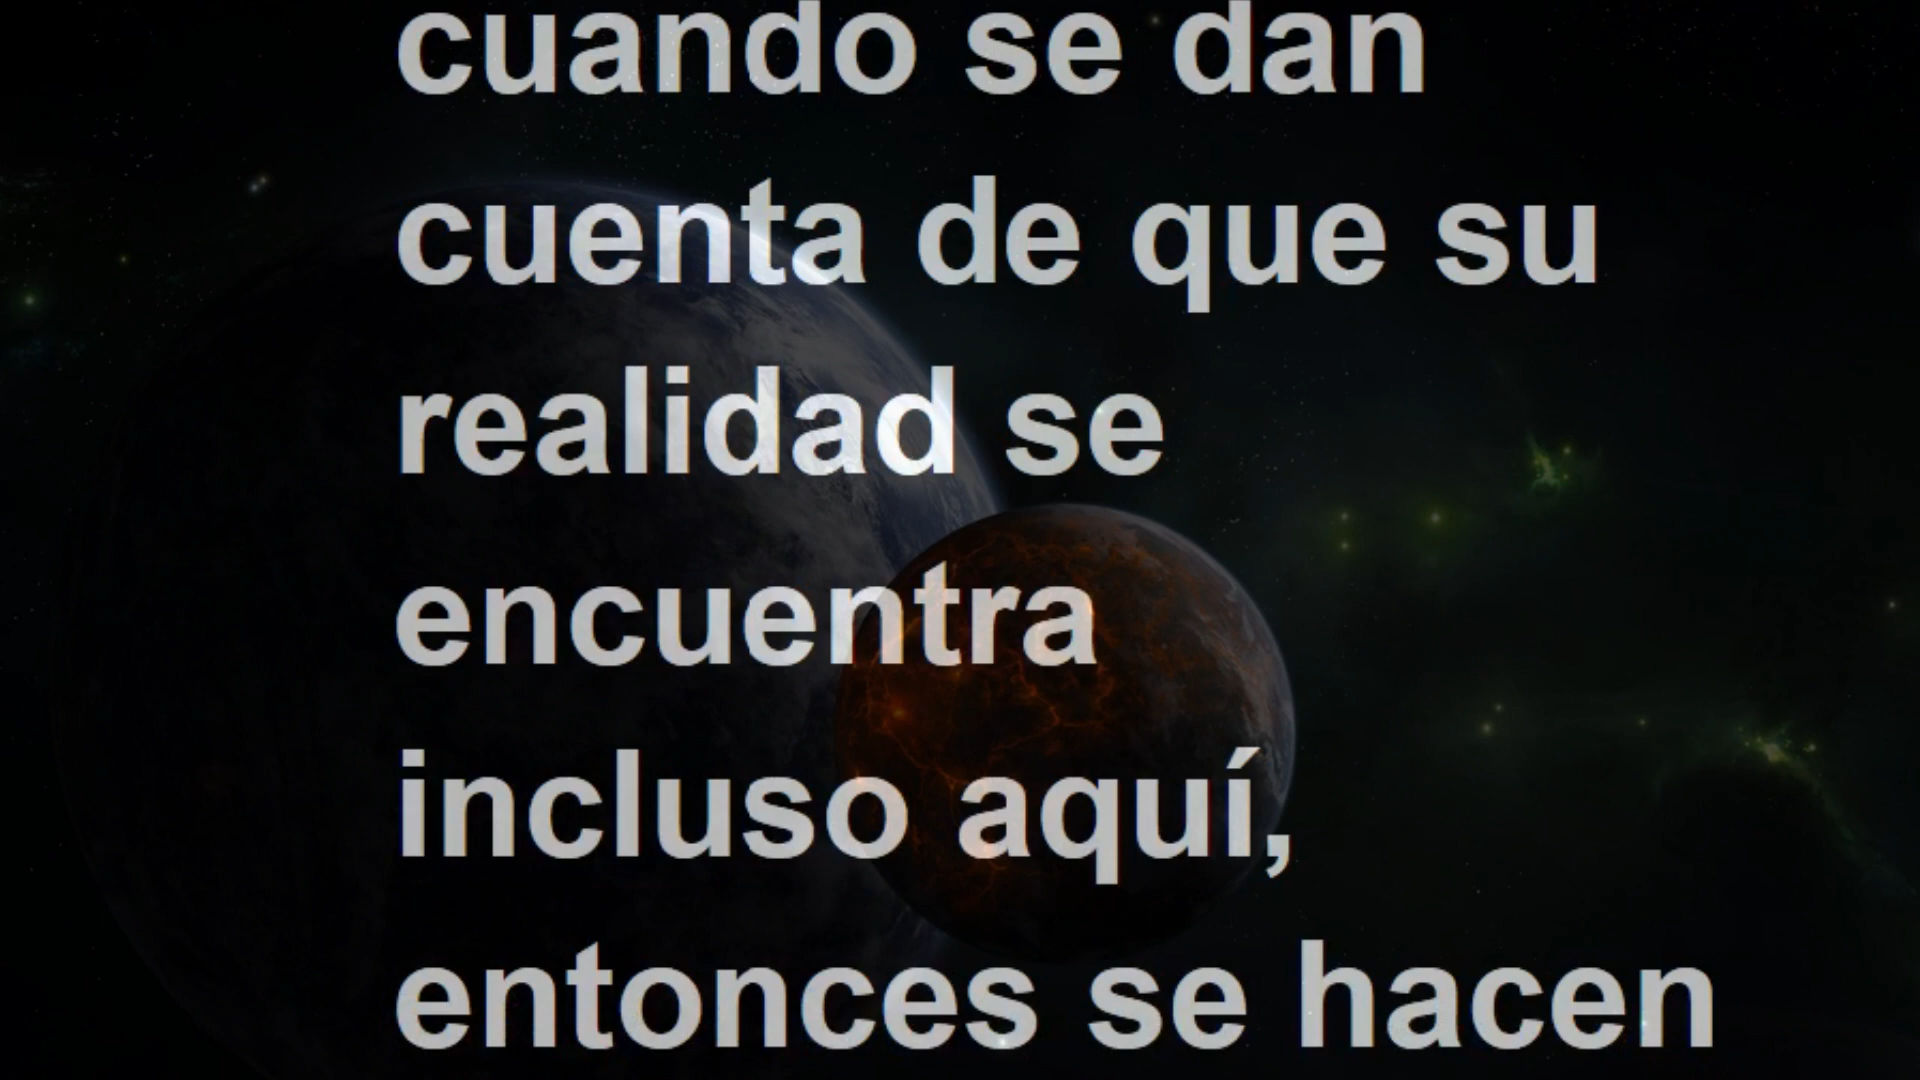 cuando se dan
cuenta de que su
realidad se
encuentra
incluso aquí,
entonces se hacen